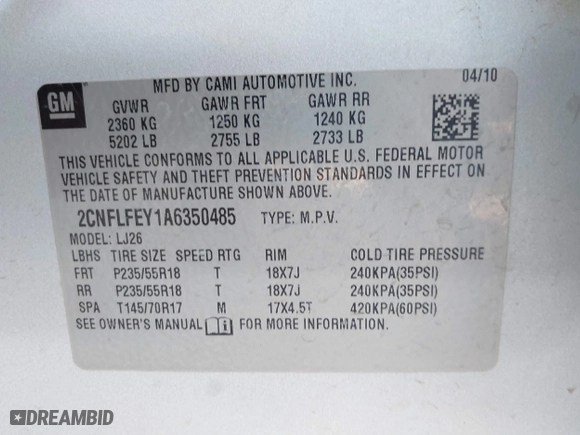 GM
MFD BY CAMI AUTOMOTIVE INC. 04/10
GVWR GAWR FRT GAWR RR
2360 KG 1250 KG 1240 KG
5202 LB 2755 LB 2733 LB
THIS VEHICLE CONFORMS TO ALL APPLICABLE U.S. FEDERAL MOTOR
VEHICLE SAFETY AND THEFT PREVENTION STANDARDS IN EFFECT ON
THE DATE OF MANUFACTURE SHOWN ABOVE.
2CNFLFEY1A6350485 TYPE: M.P.V.
MODEL: LJ26
LBHS TIRE SIZE SPEED RTG RIM COLD TIRE PRESSURE
FRT P235/55R18 T 18X7J 240KPA(35PSI)
RR P235/55R18 T 18X7J 240KPA(35PSI)
SPA T145/70R17 M 17X4.5T 420KPA(60PSI)
SEE OWNER'S MANUAL FOR MORE INFORMATION.
DREAMBID